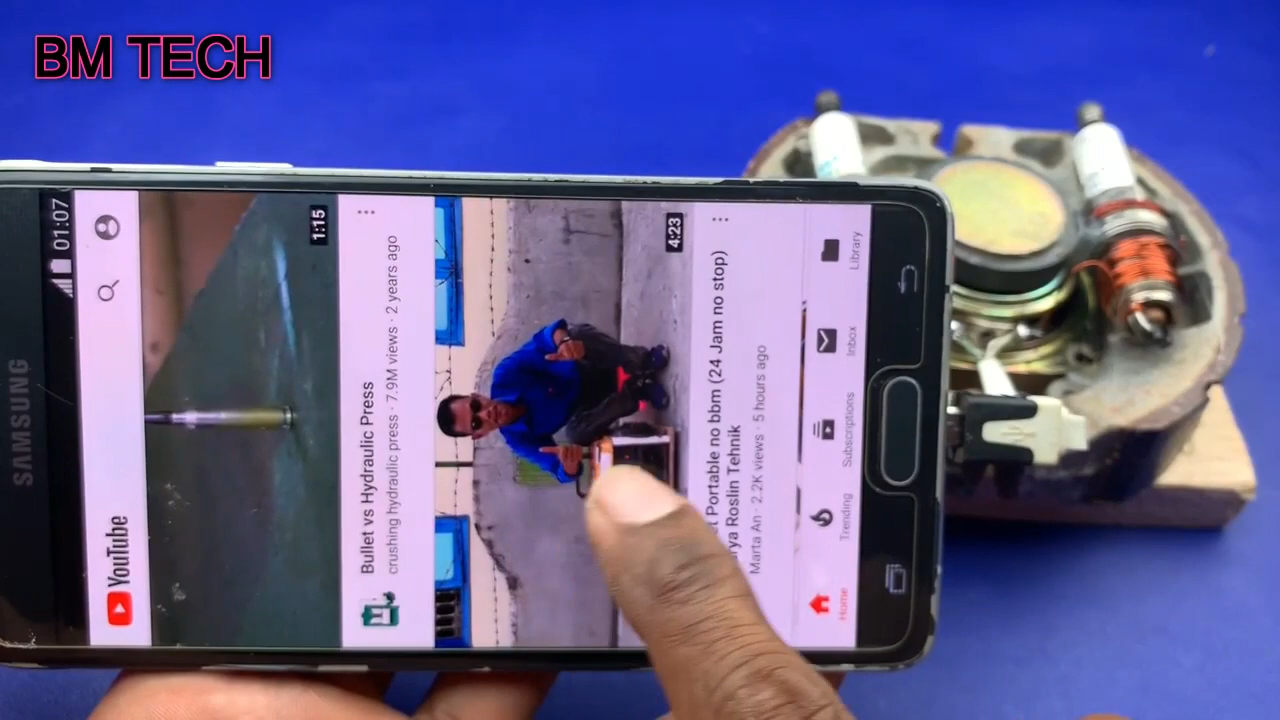 BM TECH
SAMSUNG
01:07
YouTube
1:15
Bullet vs Hydraulic Press
crushing hydraulic press · 7.9M views · 2 years ago
4:23
Portable no bbm (24 Jam no stop)
Roslin Tehnik
Marta An · 2.2K views · 5 hours ago
Home
Trending
Subscriptions
Inbox
Library